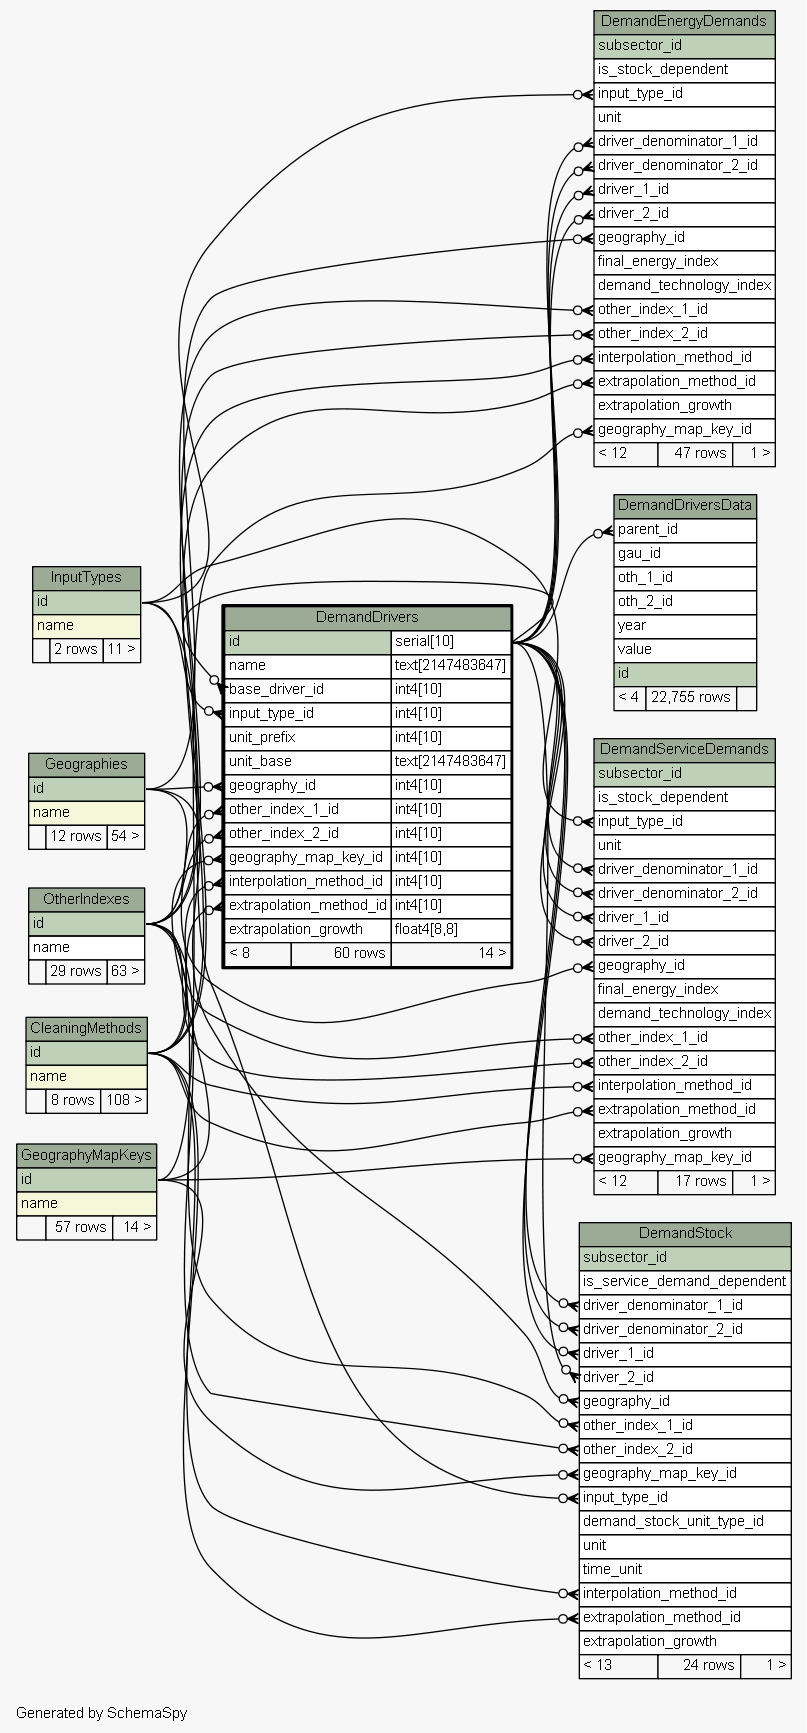 DemandEnergyDemands
subsector_id
is_stock_dependent
input_type_id
unit
driver_denominator_1_id
driver_denominator_2_id
driver_1_id
driver_2_id
geography_id
final_energy_index
demand_technology_index
other_index_1_id
other_index_2_id
interpolation_method_id
extrapolation_method_id
extrapolation_growth
geography_map_key_id
< 12 47 rows 1 >
DemandDriversData
parent_id
gau_id
oth_1_id
oth_2_id
year
value
id
< 4 22,755 rows
InputTypes
id
name
2 rows 11 >
DemandDrivers
id serial[10]
name text[2147483647]
base_driver_id int4[10]
input_type_id int4[10]
unit_prefix int4[10]
unit_base text[2147483647]
geography_id int4[10]
other_index_1_id int4[10]
other_index_2_id int4[10]
geography_map_key_id int4[10]
interpolation_method_id int4[10]
extrapolation_method_id int4[10]
extrapolation_growth float4[8,8]
< 8 60 rows 14 >
Geographies
id
name
12 rows 54 >
OtherIndexes
id
name
29 rows 63 >
CleaningMethods
id
name
8 rows 108 >
GeographyMapKeys
id
name
57 rows 14 >
DemandServiceDemands
subsector_id
is_stock_dependent
input_type_id
unit
driver_denominator_1_id
driver_denominator_2_id
driver_1_id
driver_2_id
geography_id
final_energy_index
demand_technology_index
other_index_1_id
other_index_2_id
interpolation_method_id
extrapolation_method_id
extrapolation_growth
geography_map_key_id
< 12 17 rows 1 >
DemandStock
subsector_id
is_service_demand_dependent
driver_denominator_1_id
driver_denominator_2_id
driver_1_id
driver_2_id
geography_id
other_index_1_id
other_index_2_id
geography_map_key_id
input_type_id
demand_stock_unit_type_id
unit
time_unit
interpolation_method_id
extrapolation_method_id
extrapolation_growth
< 13 24 rows 1 >
Generated by SchemaSpy